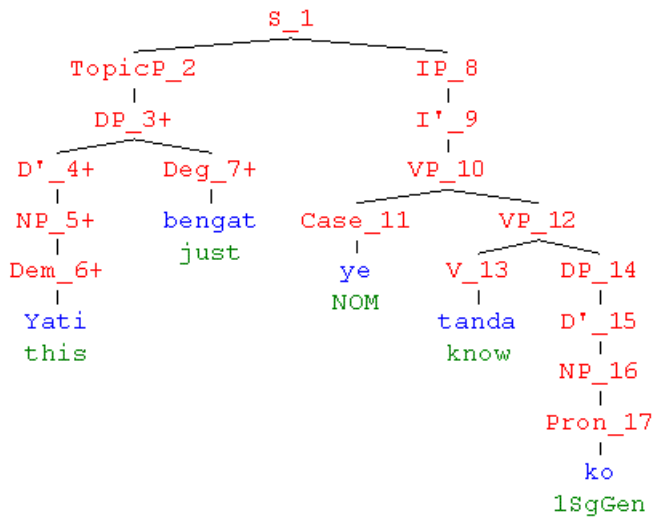 S_1
TopicP_2 IP_8
DP_3+ I'_9
D'_4+ Deg_7+ VP_10
NP_5+ bengat Case_11 VP_12
just
Dem_6+ ye V_13 DP_14
NOM
Yati tanda D'_15
this know
NP_16
Pron_17
ko
1SgGen